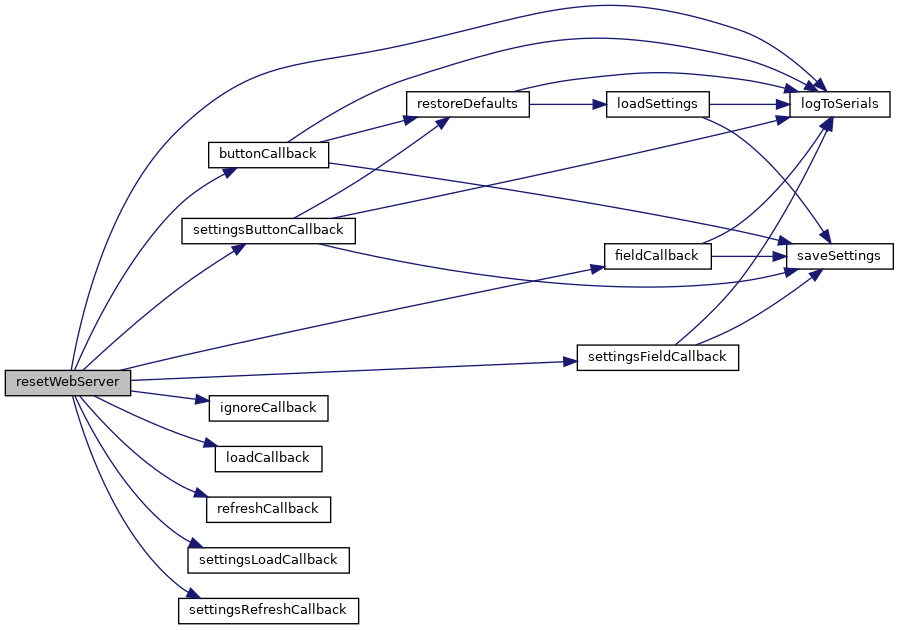 restoreDefaults
loadSettings
logToSerials
buttonCallback
settingsButtonCallback
fieldCallback
saveSettings
settingsFieldCallback
resetWebServer
ignoreCallback
loadCallback
refreshCallback
settingsLoadCallback
settingsRefreshCallback